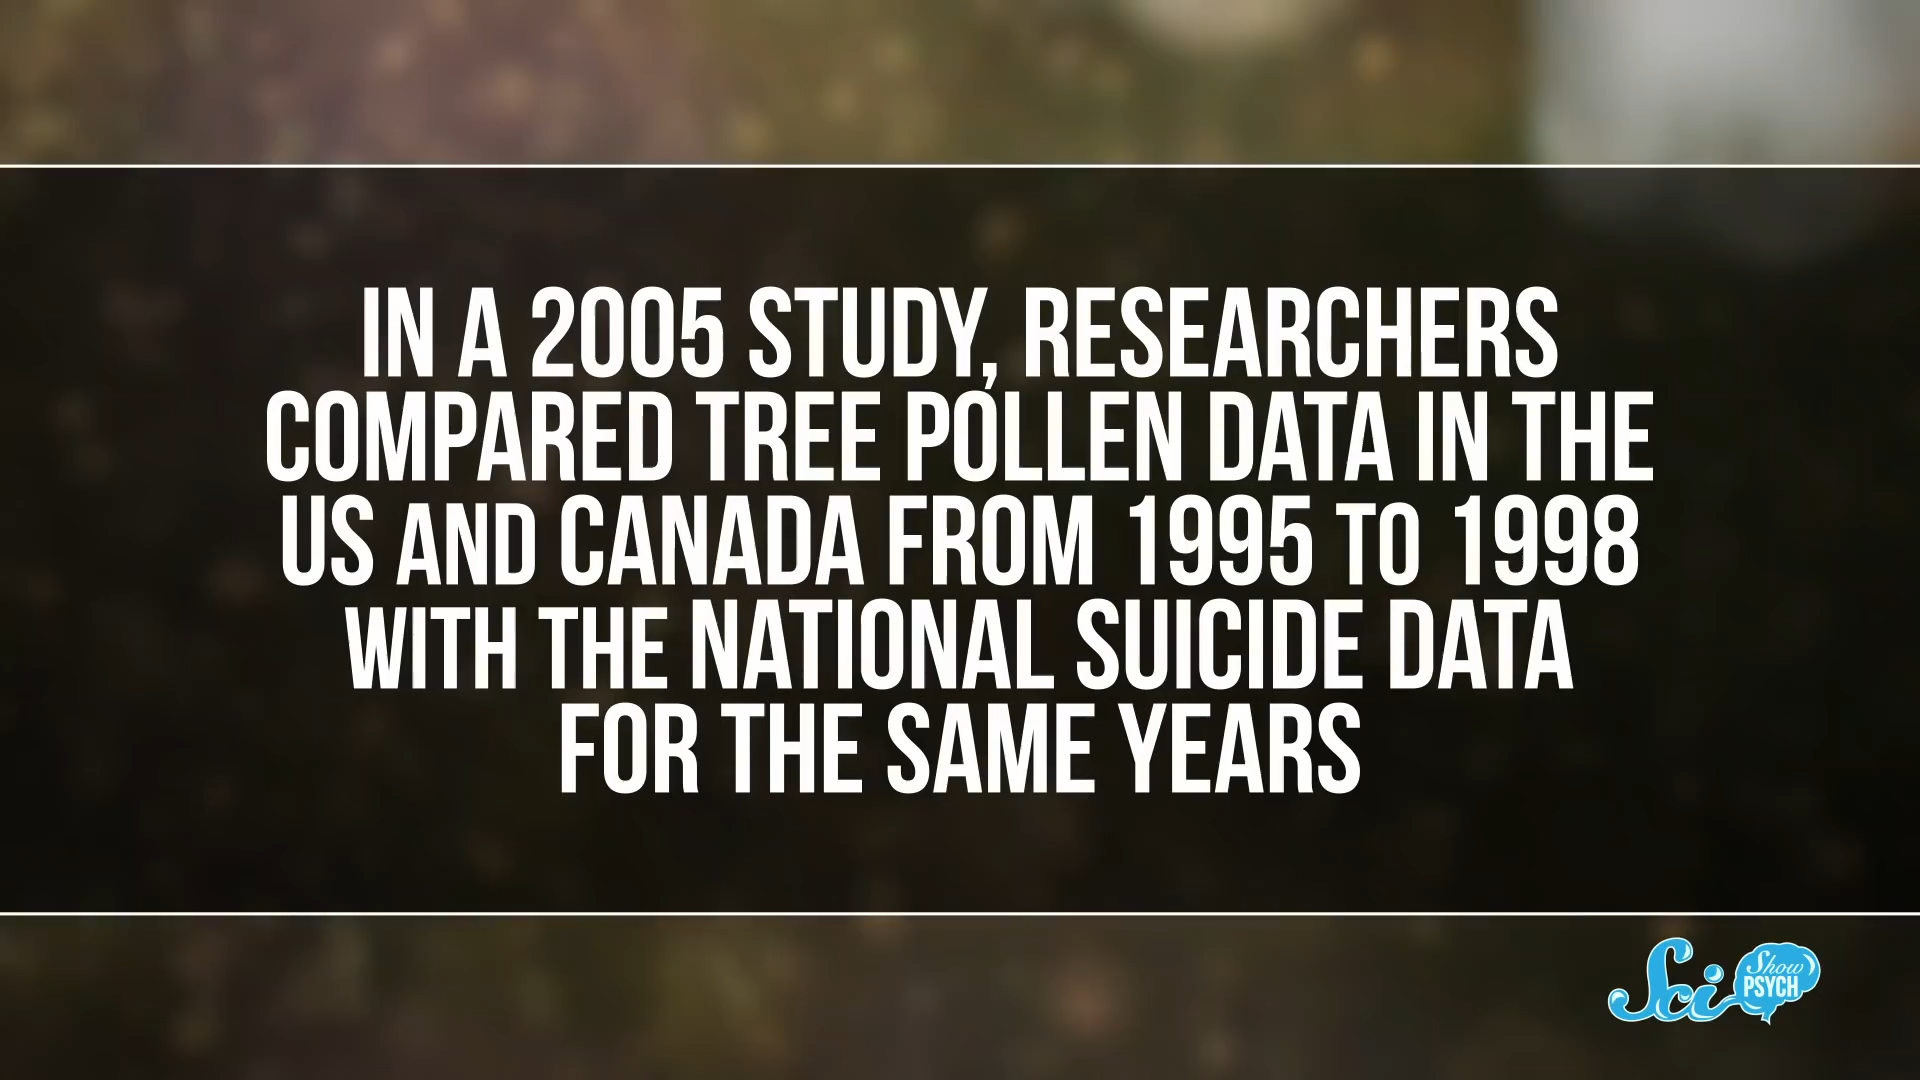 IN A 2005 STUDY, RESEARCHERS
COMPARED TREE POLLEN DATA IN THE
US AND CANADA FROM 1995 TO 1998
WITH THE NATIONAL SUICIDE DATA
FOR THE SAME YEARS
Sci Show
PSYCH